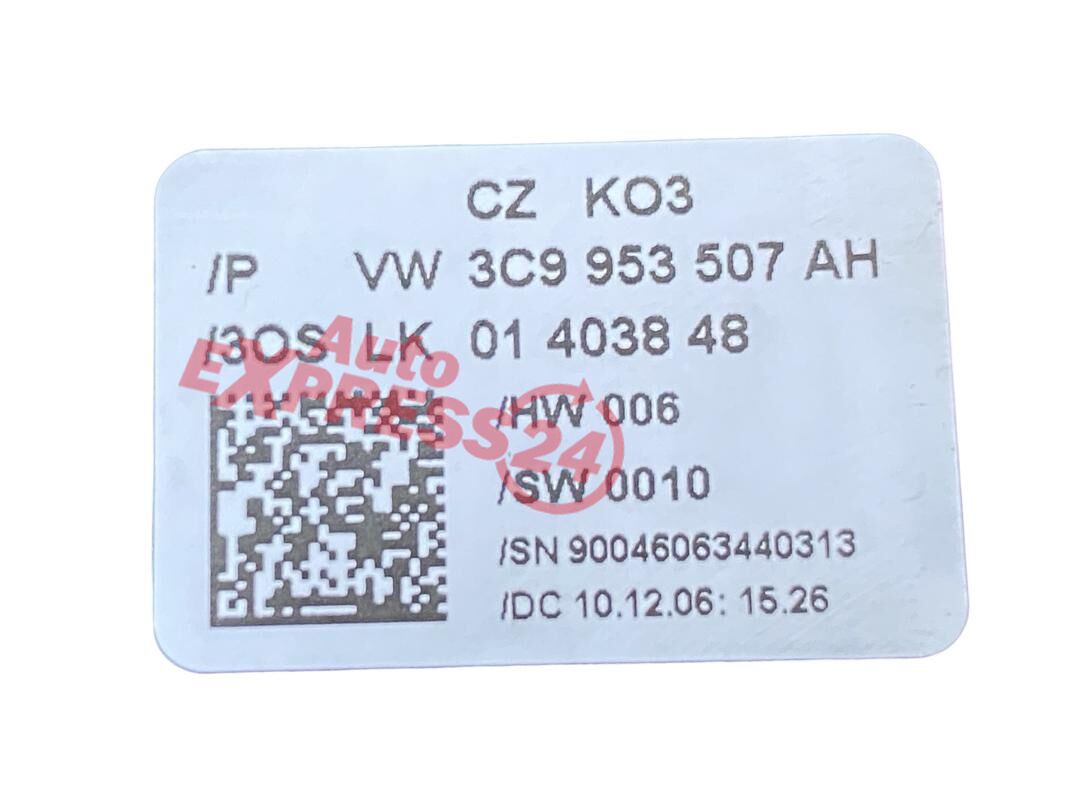 CZ KO3
/P VW 3C9 953 507 AH
/3OS LK 01 4038 48
Auto
EXPRESS24
/HW 006
/SW 0010
/SN 90046063440313
/DC 10.12.06: 15.26